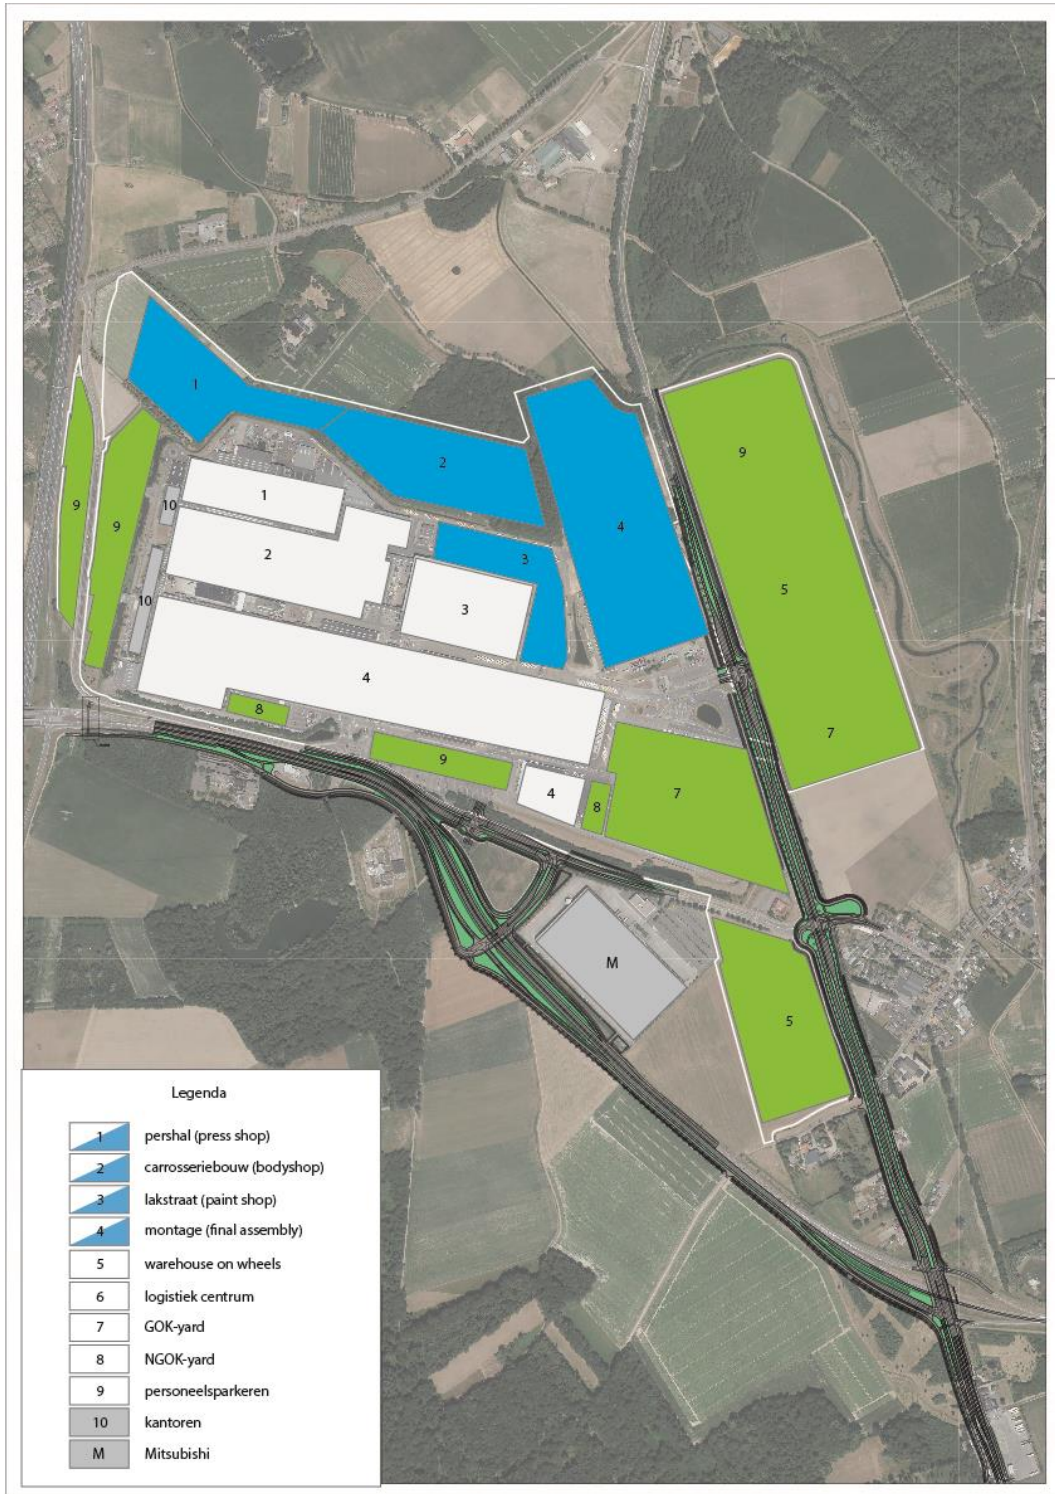 1
2
4
9
3
9
9
10
1
2
5
10
3
4
8
7
9
4
8
7
M
5
Legenda
1 pershal (press shop)
2 carrosseriebouw (bodyshop)
3 lakstraat (paint shop)
4 montage (final assembly)
5 warehouse on wheels
6 logistiek centrum
7 GOK-yard
8 NGOK-yard
9 personeelsparkeren
10 kantoren
M Mitsubishi